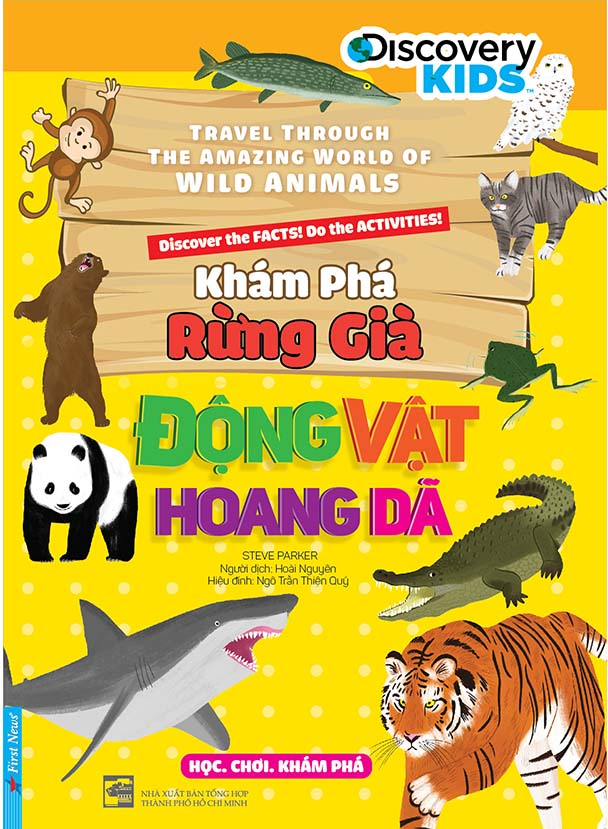 Discovery
KIDS™
TRAVEL THROUGH
THE AMAZING WORLD OF
WILD ANIMALS
Discover the FACTS! Do the ACTIVITIES!
Khám Phá
Rừng Già
ĐỘNG VẬT
HOANG DÃ
STEVE PARKER
Người dịch: Hoài Nguyên
Hiệu đính: Ngô Trần Thiện Quý
First News
HỌC. CHƠI. KHÁM PHÁ
NHÀ XUẤT BẢN TỔNG HỢP
THÀNH PHỐ HỒ CHÍ MINH